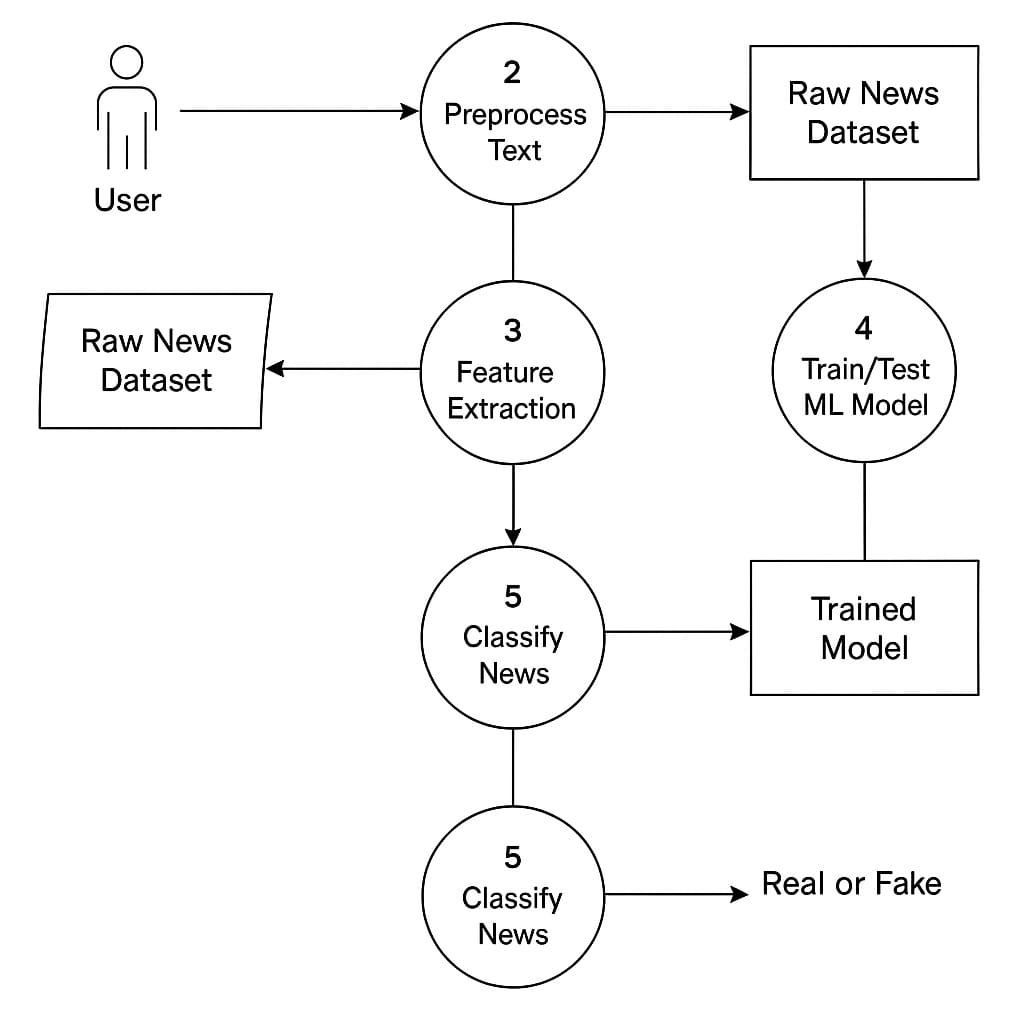 User
2
Preprocess
Text
Raw News
Dataset
Raw News
Dataset
3
Feature
Extraction
4
Train/Test
ML Model
5
Classify
News
Trained
Model
5
Classify
News
Real or Fake